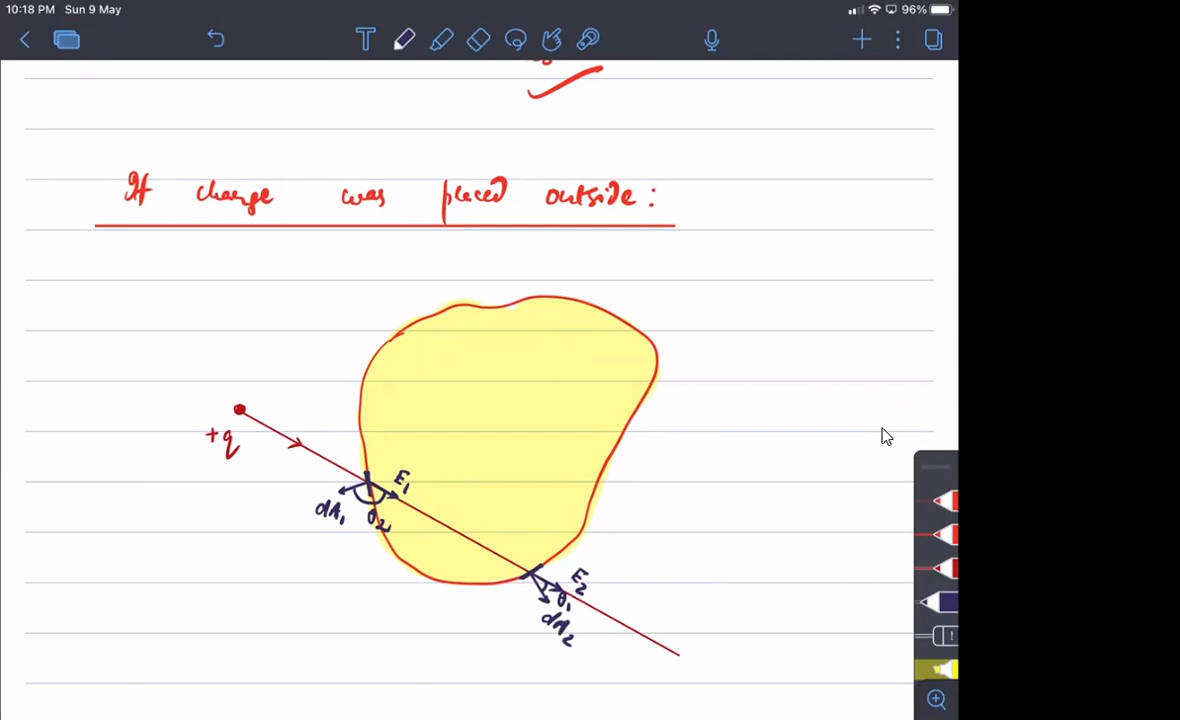 10:18 PM Sun 9 May
96%
If charge was placed outside:
+q
E₁
dA₁
θ₂
E₂
θ₁
dA₂